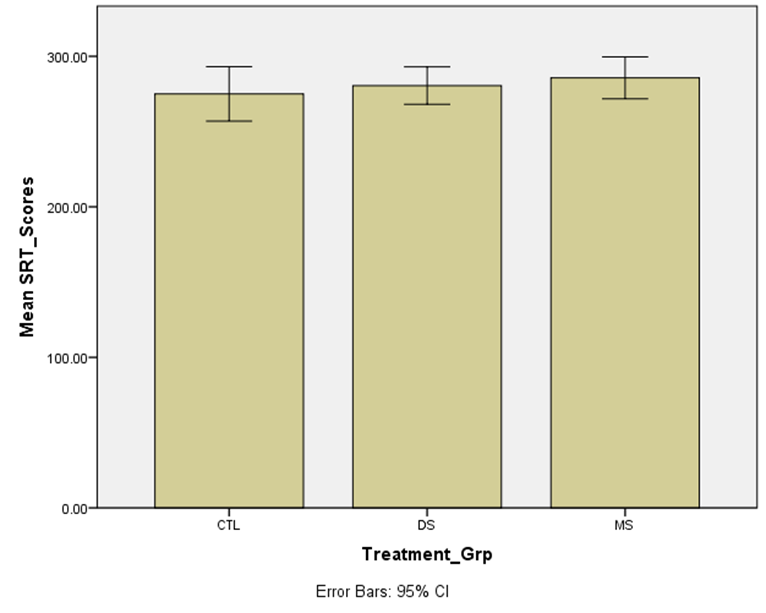 Mean SRT_Scores
300.00
200.00
100.00
0.00
CTL
DS
MS
Treatment_Grp
Error Bars: 95% CI